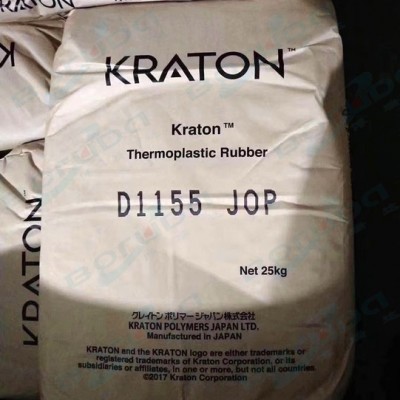 KRATON™
Kraton™
Thermoplastic Rubber
D1155 JOP
Net 25kg
クレイトン ポリマー ジャパン株式会社
KRATON POLYMERS JAPAN LTD.
Manufactured in JAPAN
KRATON and the KRATON logo are either trademarks or
registered trademarks of Kraton Corporation, or its
subsidiaries or affiliates, in one or more, but not all countries.
©2017 Kraton Corporation
KRATON